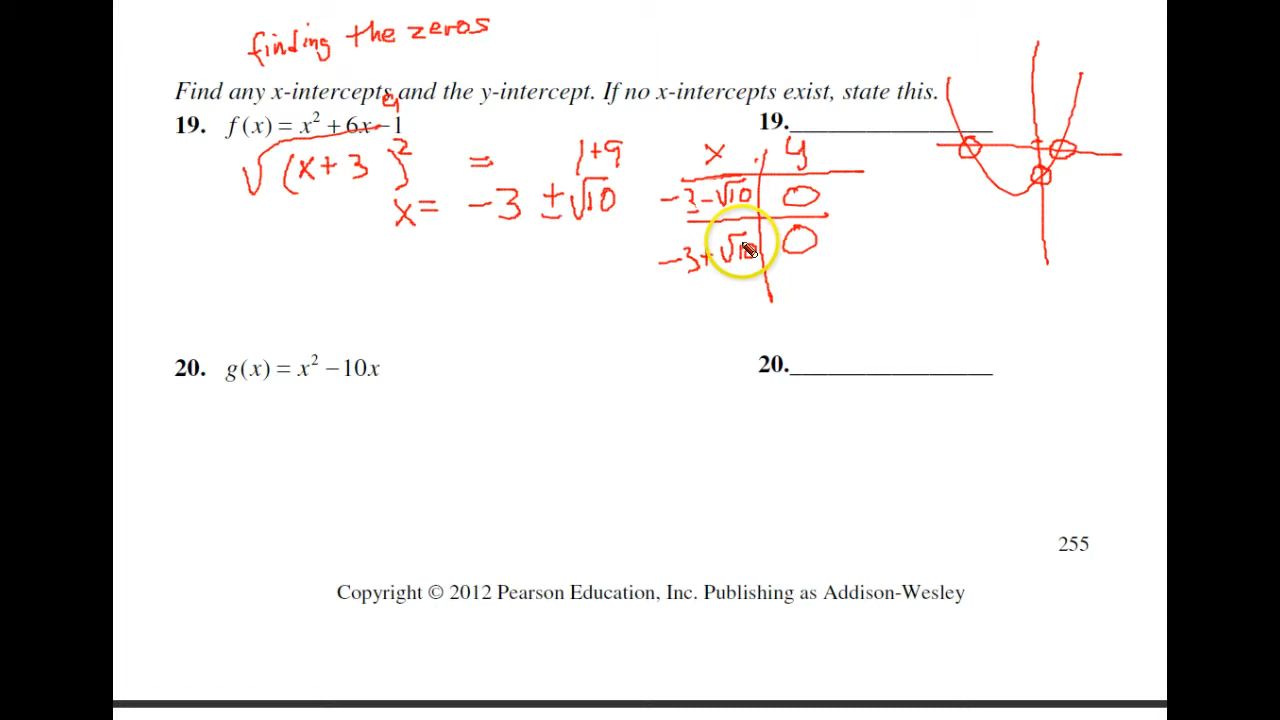 finding the zeros
Find any x-intercepts and the y-intercept. If no x-intercepts exist, state this.
9
19. f(x) = x² + 6x − 1 19.
√(x + 3)² = 1+9
x = -3 ±√10
x y
-3-√10 0
-3+√10 0
20. g(x) = x² − 10x 20.
255
Copyright © 2012 Pearson Education, Inc. Publishing as Addison-Wesley